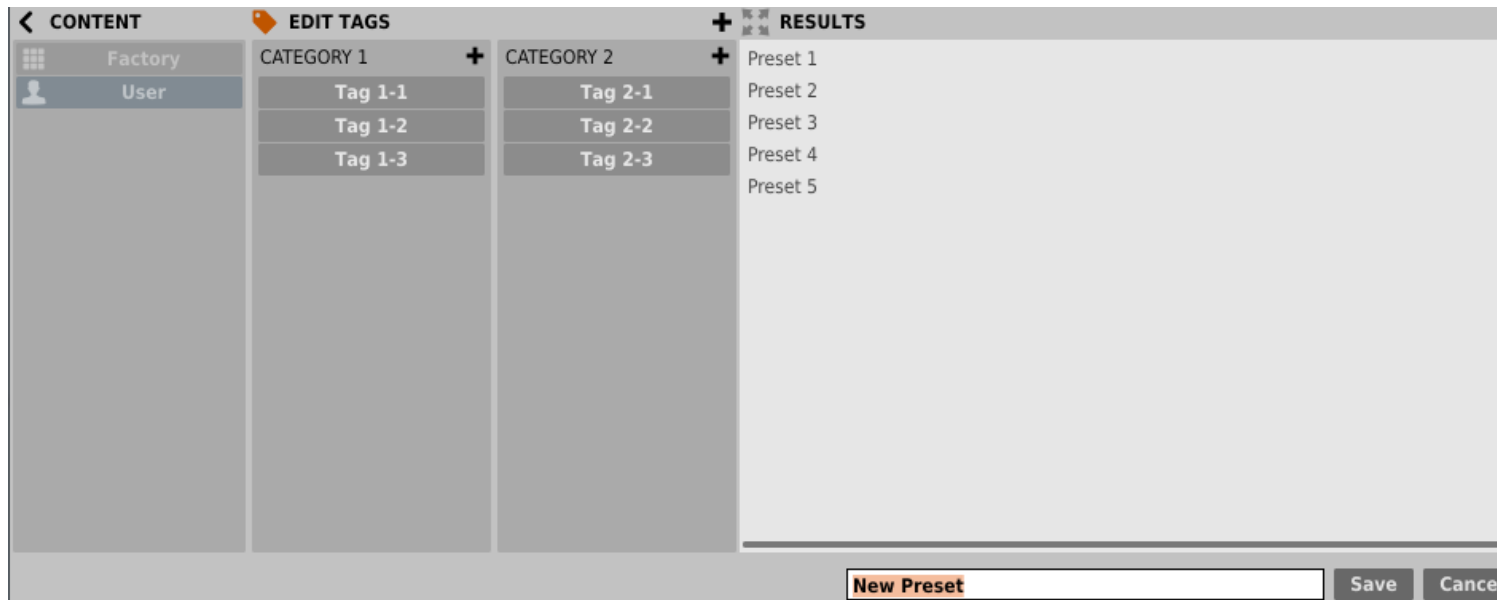 CONTENT
Factory
User
EDIT TAGS
CATEGORY 1
Tag 1-1
Tag 1-2
Tag 1-3
CATEGORY 2
Tag 2-1
Tag 2-2
Tag 2-3
RESULTS
Preset 1
Preset 2
Preset 3
Preset 4
Preset 5
New Preset
Save
Cance